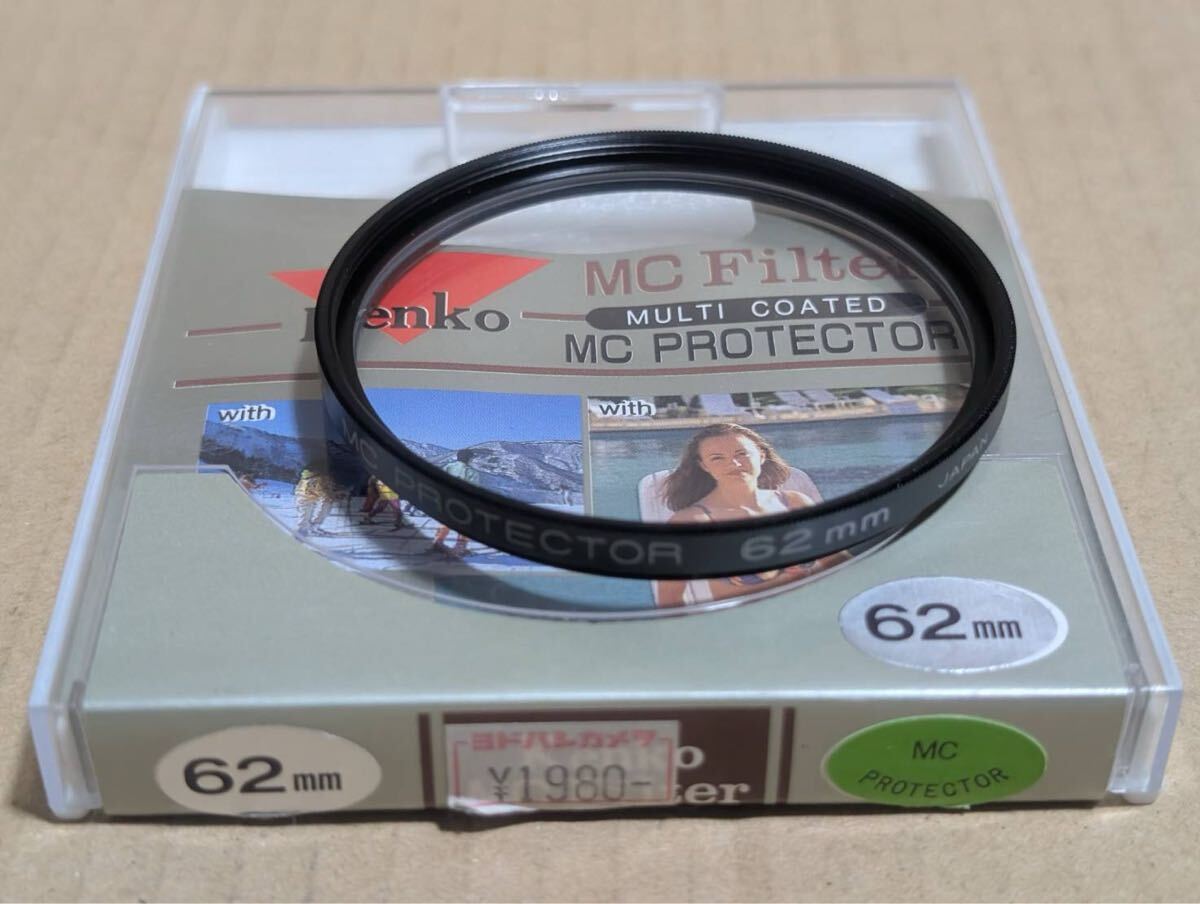 Kenko
MC Filter
MULTI COATED
MC PROTECTOR
with
with
MC PROTECTOR 62mm JAPAN
62mm
62mm
ヨドバシカメラ
¥1980-
MC
PROTECTOR